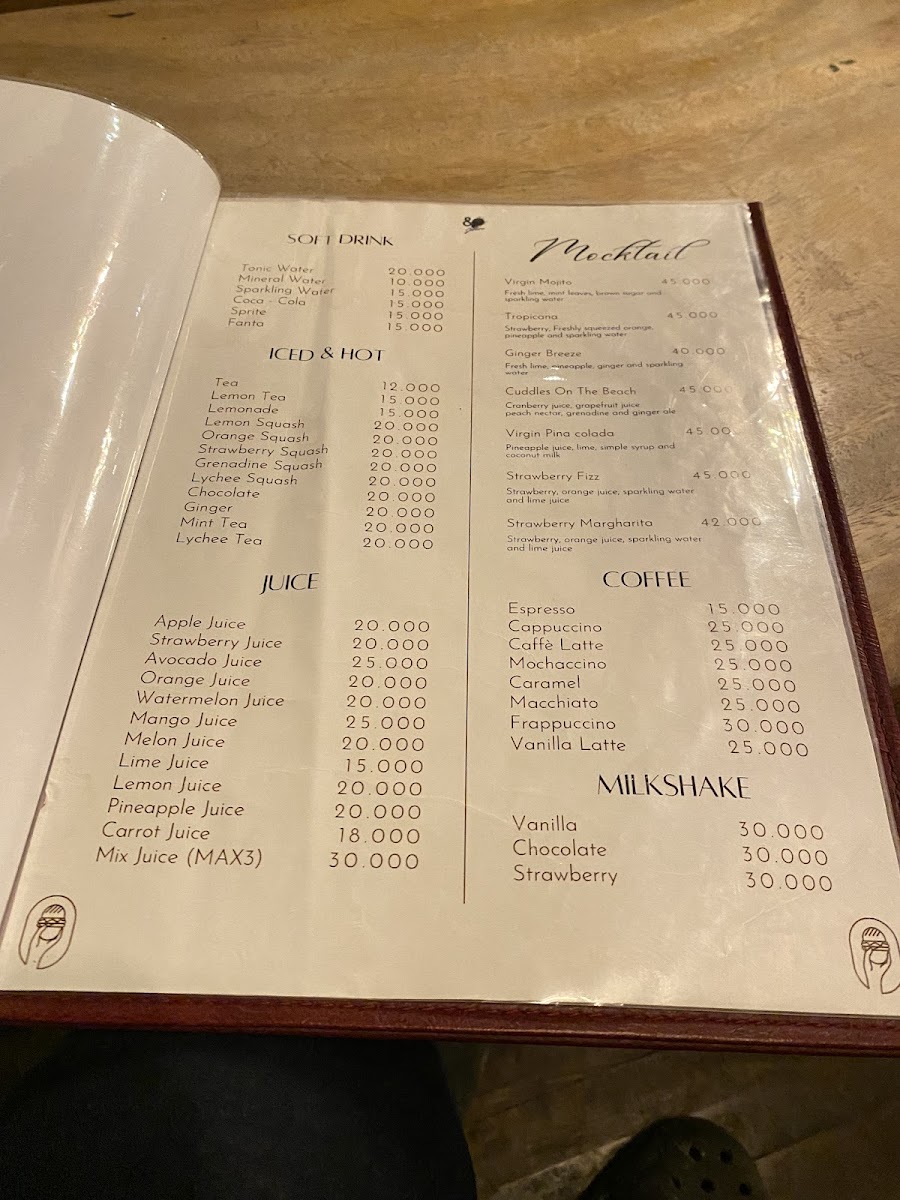 &
SOFT DRINK
Tonic Water 20.000
Mineral Water 10.000
Sparkling Water 15.000
Coca - Cola 15.000
Sprite 15.000
Fanta 15.000
ICED & HOT
Tea 12.000
Lemon Tea 15.000
Lemonade 15.000
Lemon Squash 20.000
Orange Squash 20.000
Strawberry Squash 20.000
Grenadine Squash 20.000
Lychee Squash 20.000
Chocolate 20.000
Ginger 20.000
Mint Tea 20.000
Lychee Tea 20.000
JUICE
Apple Juice 20.000
Strawberry Juice 20.000
Avocado Juice 25.000
Orange Juice 20.000
Watermelon Juice 20.000
Mango Juice 25.000
Melon Juice 20.000
Lime Juice 15.000
Lemon Juice 20.000
Pineapple Juice 20.000
Carrot Juice 18.000
Mix Juice (MAX3) 30.000
Mocktail
Virgin Mojito 45.000
Fresh lime, mint leaves, brown sugar and
sparkling water
Tropicana 45.000
Strawberry, Freshly squeezed orange,
pineapple and sparkling water
Ginger Breeze 40.000
Fresh lime, pineapple, ginger and sparkling
water
Cuddles On The Beach 45.000
Cranberry juice, grapefruit juice
peach nectar, grenadine and ginger ale
Virgin Pina colada 45.00
Pineapple juice, lime, simple syrup and
coconut milk
Strawberry Fizz 45.000
Strawberry, orange juice, sparkling water
and lime juice
Strawberry Margharita 42.000
Strawberry, orange juice, sparkling water
and lime juice
COFFEE
Espresso 15.000
Cappuccino 25.000
Caffè Latte 25.000
Mochaccino 25.000
Caramel 25.000
Macchiato 25.000
Frappuccino 30.000
Vanilla Latte 25.000
MILKSHAKE
Vanilla 30.000
Chocolate 30.000
Strawberry 30.000